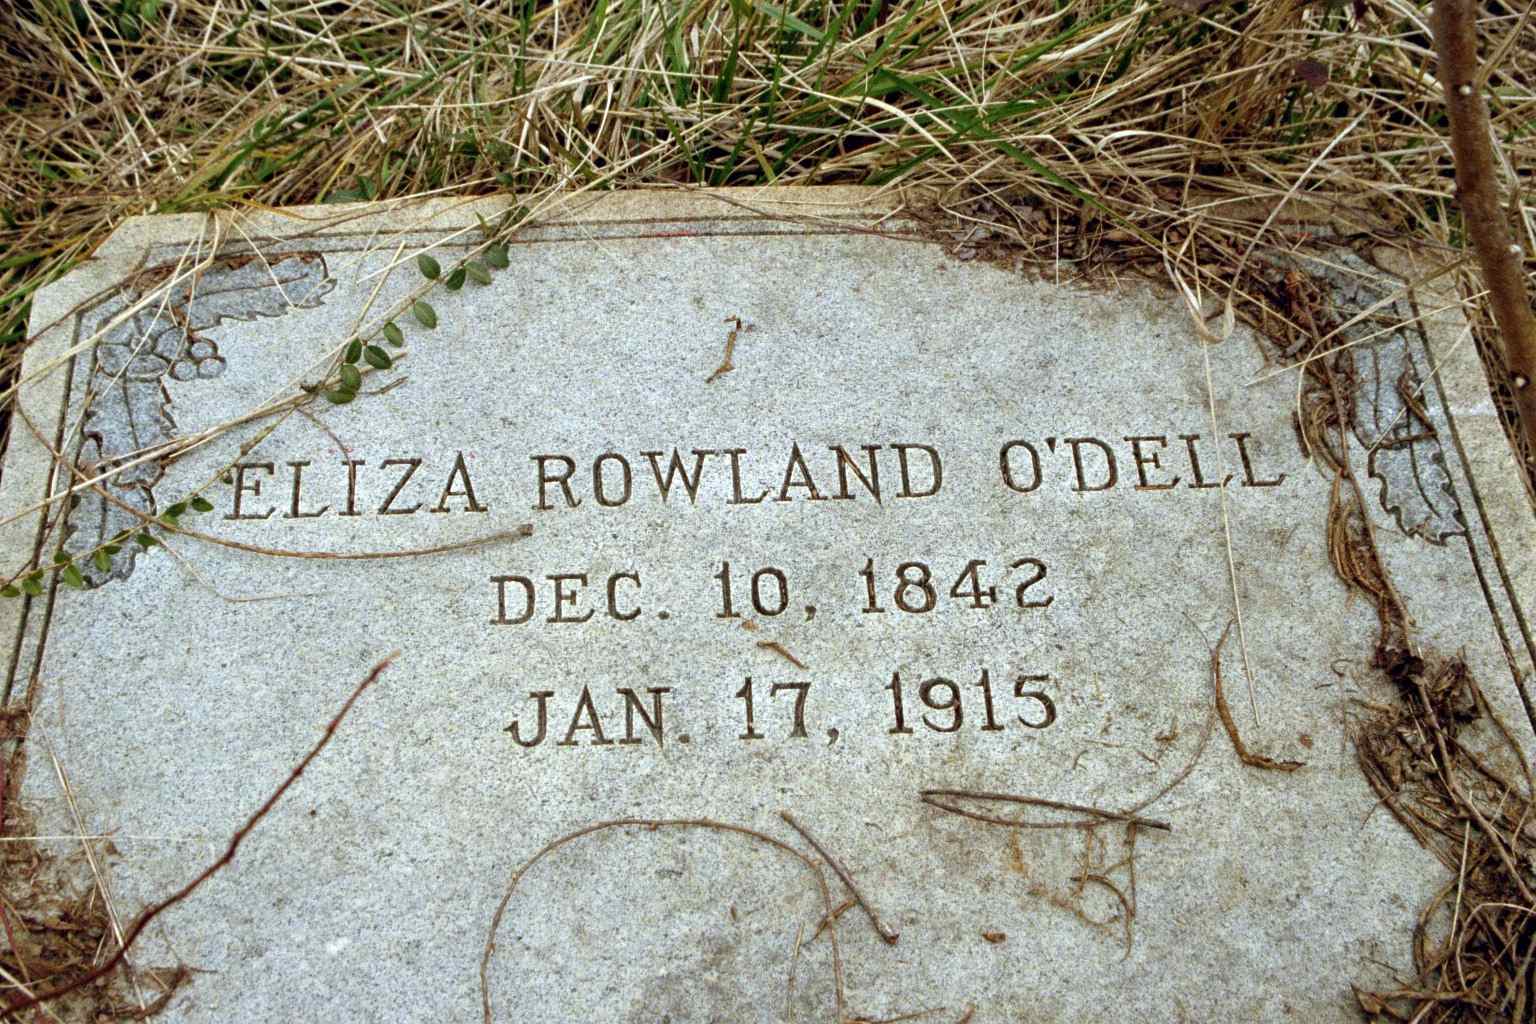 ELIZA ROWLAND O'DELL
DEC. 10, 1842
JAN. 17, 1915